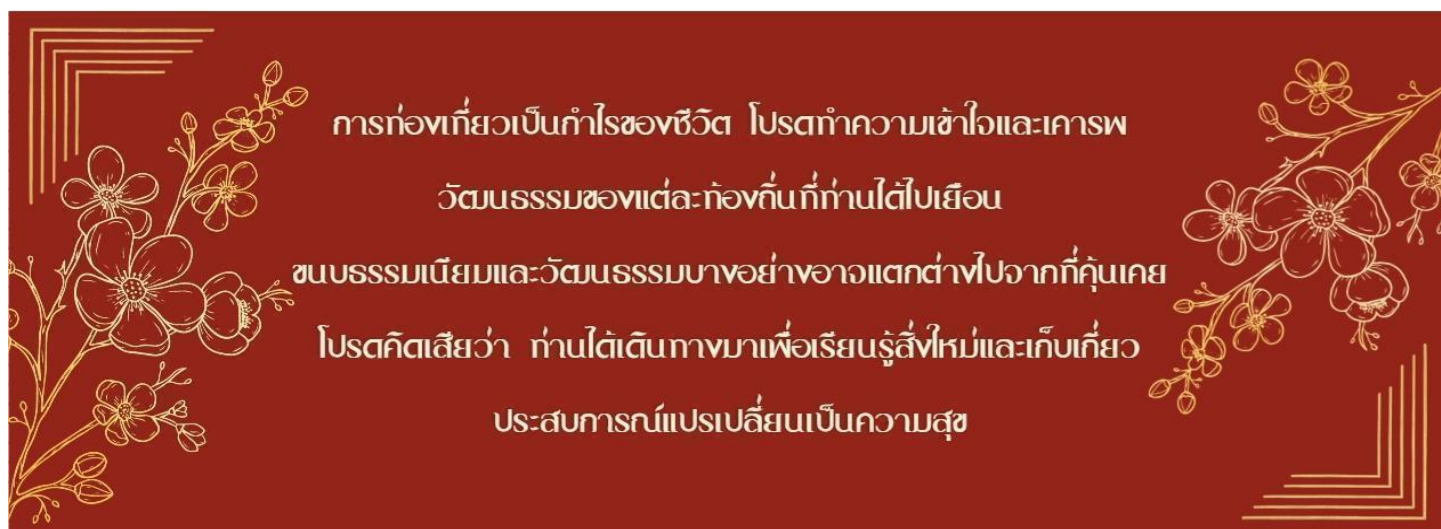 การท่องเที่ยวเป็นกำไรของชีวิต โปรดทำความเข้าใจและเคารพ
วัฒนธรรมของแต่ละท้องถิ่นที่ท่านได้ไปเยือน
ขนบธรรมเนียมและวัฒนธรรมบางอย่างอาจแตกต่างไปจากที่คุ้นเคย
โปรดคิดเสียว่า ท่านได้เดินทางมาเพื่อเรียนรู้สิ่งใหม่และเก็บเกี่ยว
ประสบการณ์แปรเปลี่ยนเป็นความสุข